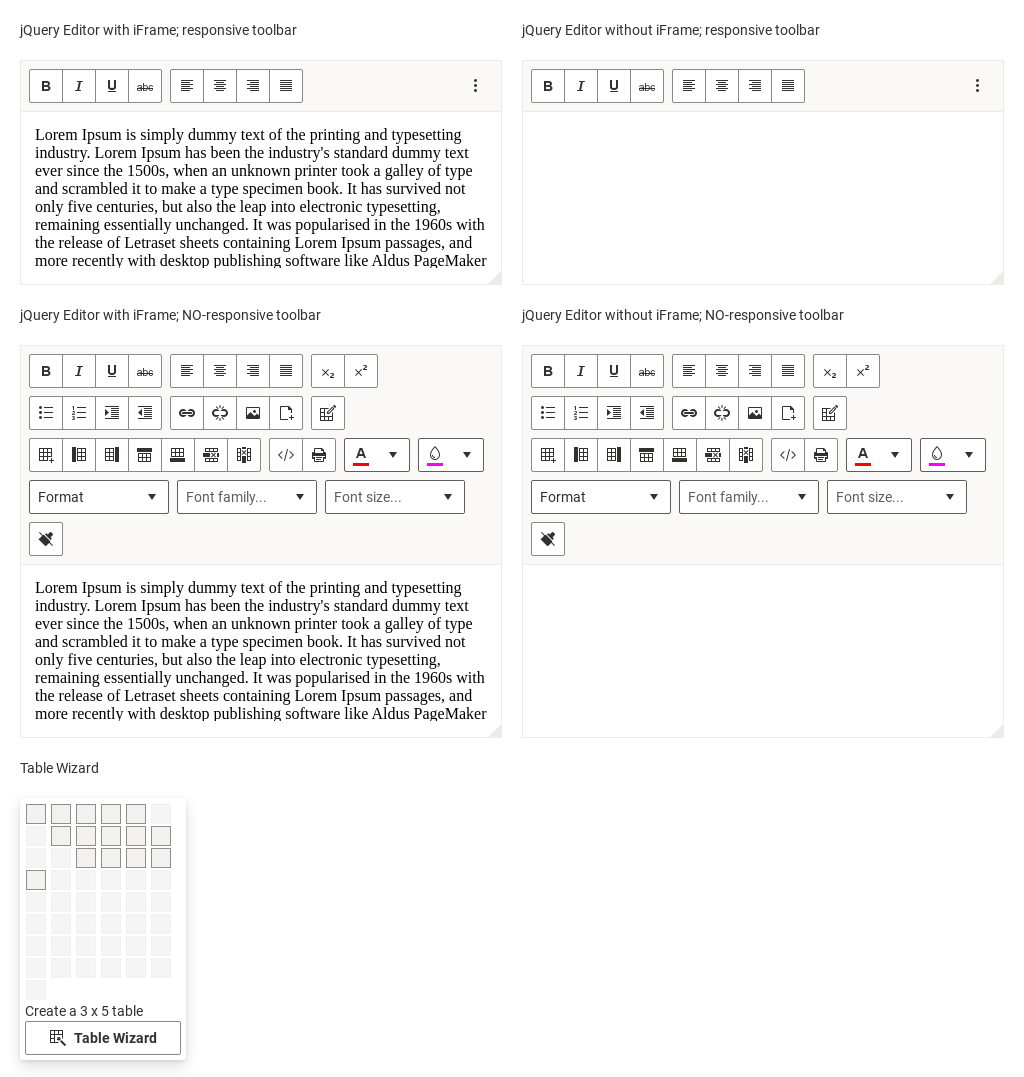 jQuery Editor with iFrame; responsive toolbar
jQuery Editor without iFrame; responsive toolbar
B I U abc
B I U abc
Lorem Ipsum is simply dummy text of the printing and typesetting
industry. Lorem Ipsum has been the industry's standard dummy text
ever since the 1500s, when an unknown printer took a galley of type
and scrambled it to make a type specimen book. It has survived not
only five centuries, but also the leap into electronic typesetting,
remaining essentially unchanged. It was popularised in the 1960s with
the release of Letraset sheets containing Lorem Ipsum passages, and
more recently with desktop publishing software like Aldus PageMaker
jQuery Editor with iFrame; NO-responsive toolbar
jQuery Editor without iFrame; NO-responsive toolbar
B I U abc x₂ x²
B I U abc x₂ x²
A
A
Format Font family... Font size...
Format Font family... Font size...
Lorem Ipsum is simply dummy text of the printing and typesetting
industry. Lorem Ipsum has been the industry's standard dummy text
ever since the 1500s, when an unknown printer took a galley of type
and scrambled it to make a type specimen book. It has survived not
only five centuries, but also the leap into electronic typesetting,
remaining essentially unchanged. It was popularised in the 1960s with
the release of Letraset sheets containing Lorem Ipsum passages, and
more recently with desktop publishing software like Aldus PageMaker
Table Wizard
Create a 3 x 5 table
Table Wizard